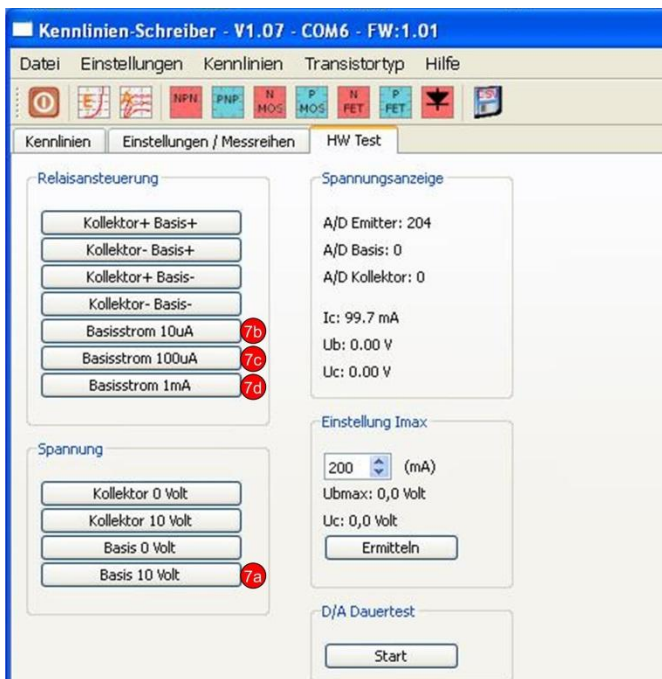 Kennlinien-Schreiber - V1.07 - COM6 - FW:1.01
Datei Einstellungen Kennlinien Transistortyp Hilfe
E NPN PNP N MOS P MOS N FET P FET CSV
Kennlinien Einstellungen / Messreihen HW Test
Relaisansteuerung
Kollektor+ Basis+
Kollektor- Basis+
Kollektor+ Basis-
Kollektor- Basis-
Basisstrom 10uA 7b
Basisstrom 100uA 7c
Basisstrom 1mA 7d
Spannung
Kollektor 0 Volt
Kollektor 10 Volt
Basis 0 Volt
Basis 10 Volt 7a
Spannungsanzeige
A/D Emitter: 204
A/D Basis: 0
A/D Kollektor: 0
Ic: 99.7 mA
Ub: 0.00 V
Uc: 0.00 V
Einstellung Imax
200 (mA)
Ubmax: 0,0 Volt
Uc: 0,0 Volt
Ermitteln
D/A Dauertest
Start